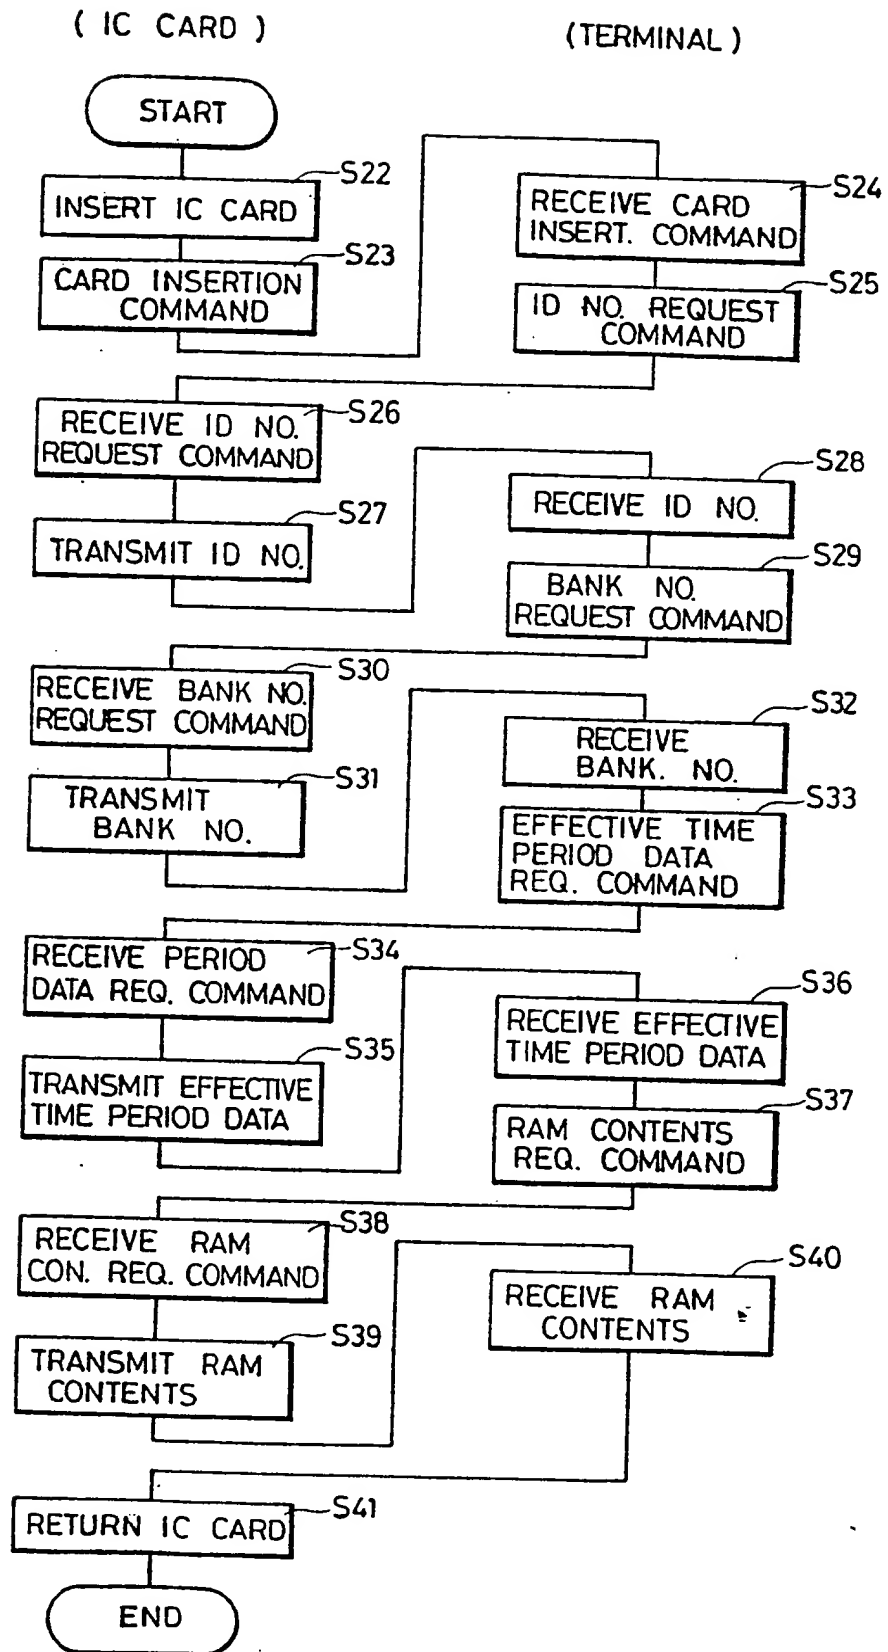 ( IC CARD )
(TERMINAL)
START
S22
INSERT IC CARD
S23
CARD INSERTION
COMMAND
S24
RECEIVE CARD
INSERT. COMMAND
S25
ID NO. REQUEST
COMMAND
S26
RECEIVE ID NO.
REQUEST COMMAND
S27
TRANSMIT ID NO.
S28
RECEIVE ID NO.
S29
BANK NO.
REQUEST COMMAND
S30
RECEIVE BANK NO.
REQUEST COMMAND
S31
TRANSMIT
BANK NO.
S32
RECEIVE
BANK. NO.
S33
EFFECTIVE TIME
PERIOD DATA
REQ. COMMAND
S34
RECEIVE PERIOD
DATA REQ. COMMAND
S35
TRANSMIT EFFECTIVE
TIME PERIOD DATA
S36
RECEIVE EFFECTIVE
TIME PERIOD DATA
S37
RAM CONTENTS
REQ. COMMAND
S38
RECEIVE RAM
CON. REQ. COMMAND
S39
TRANSMIT RAM
CONTENTS
S40
RECEIVE RAM
CONTENTS
S41
RETURN IC CARD
END